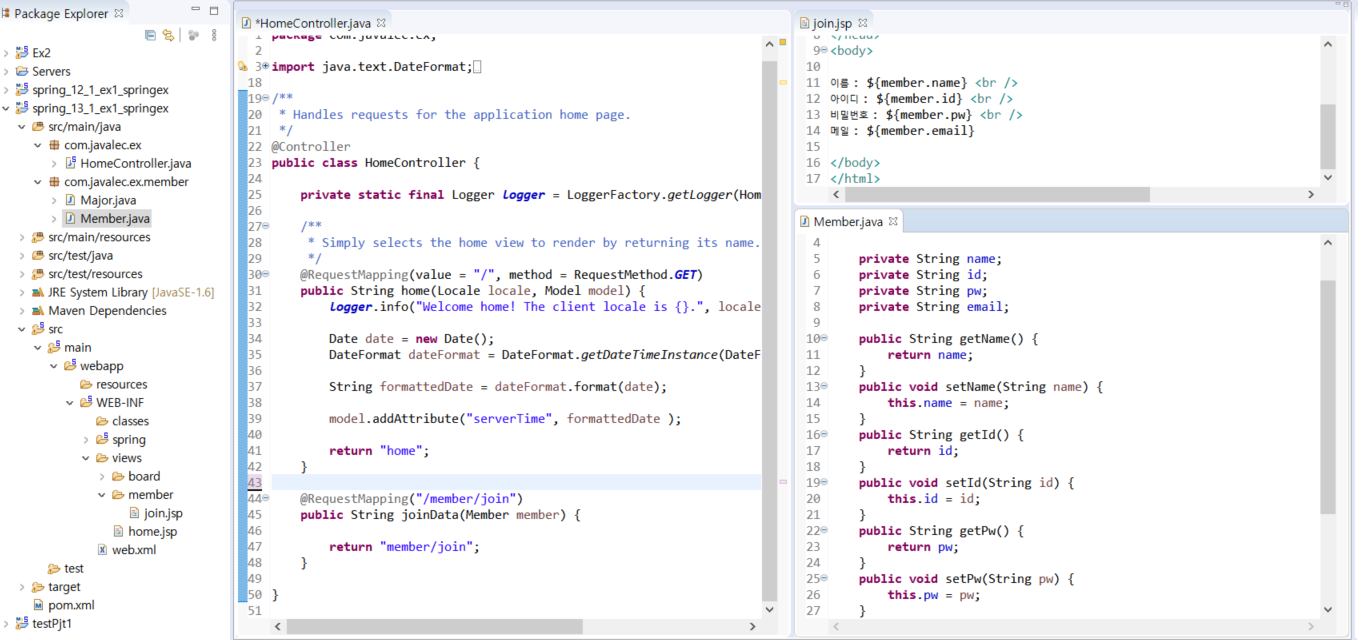 Package Explorer
Ex2
Servers
spring_12_1_ex1_springex
spring_13_1_ex1_springex
src/main/java
com.javalec.ex
HomeController.java
com.javalec.ex.member
Major.java
Member.java
src/main/resources
src/test/java
src/test/resources
JRE System Library [JavaSE-1.6]
Maven Dependencies
src
main
webapp
resources
WEB-INF
classes
spring
views
board
member
join.jsp
home.jsp
web.xml
test
target
pom.xml
testPjt1
*HomeController.java
1 package com.javalec.ex;
2
3 import java.text.DateFormat;
18
19 /**
20 * Handles requests for the application home page.
21 */
22 @Controller
23 public class HomeController {
24
25 private static final Logger logger = LoggerFactory.getLogger(Hom
26
27 /**
28 * Simply selects the home view to render by returning its name.
29 */
30 @RequestMapping(value = "/", method = RequestMethod.GET)
31 public String home(Locale locale, Model model) {
32 logger.info("Welcome home! The client locale is {}.", locale
33
34 Date date = new Date();
35 DateFormat dateFormat = DateFormat.getDateTimeInstance(DateF
36
37 String formattedDate = dateFormat.format(date);
38
39 model.addAttribute("serverTime", formattedDate );
40
41 return "home";
42 }
43
44 @RequestMapping("/member/join")
45 public String joinData(Member member) {
46
47 return "member/join";
48 }
49
50 }
51
join.jsp
8 </head>
9 <body>
10
11 이름 : ${member.name} <br />
12 아이디 : ${member.id} <br />
13 비밀번호 : ${member.pw} <br />
14 메일 : ${member.email}
15
16 </body>
17 </html>
Member.java
4
5 private String name;
6 private String id;
7 private String pw;
8 private String email;
9
10 public String getName() {
11 return name;
12 }
13 public void setName(String name) {
14 this.name = name;
15 }
16 public String getId() {
17 return id;
18 }
19 public void setId(String id) {
20 this.id = id;
21 }
22 public String getPw() {
23 return pw;
24 }
25 public void setPw(String pw) {
26 this.pw = pw;
27 }